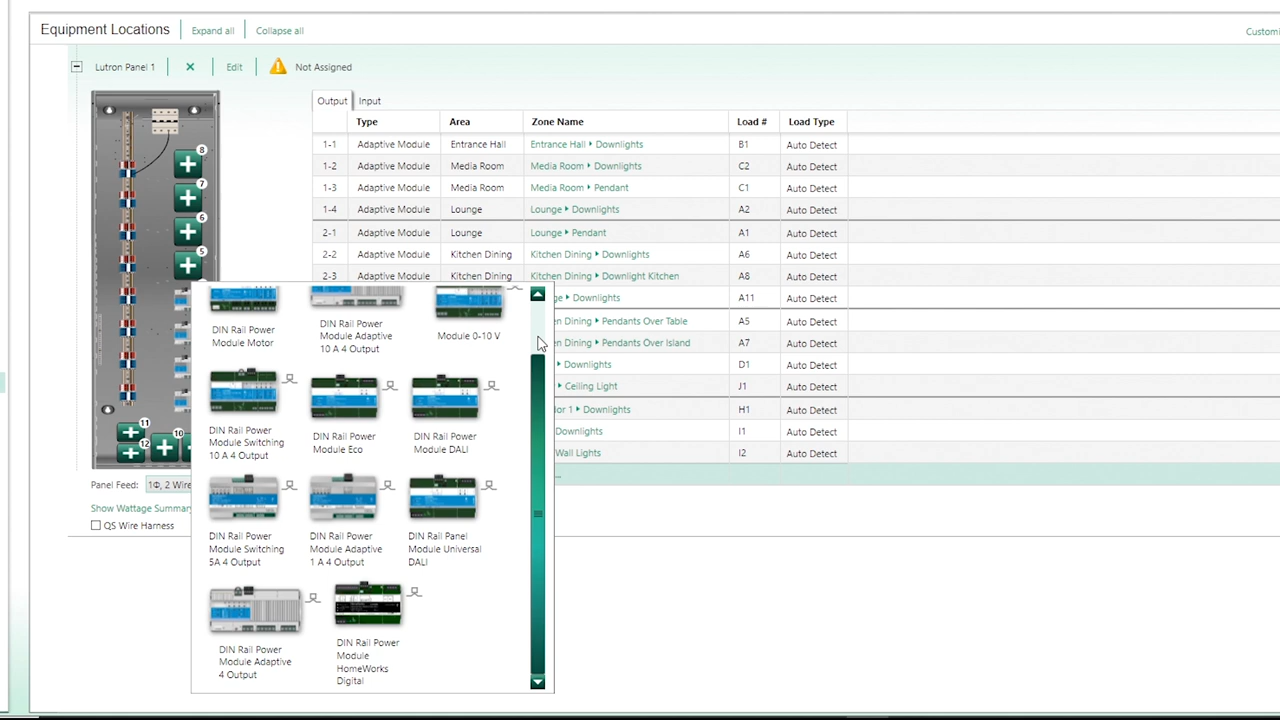 Equipment Locations Expand all Collapse all
Customi
Lutron Panel 1 × Edit Not Assigned
Output Input
Type Area Zone Name Load # Load Type
1-1 Adaptive Module Entrance Hall Entrance Hall Downlights B1 Auto Detect
1-2 Adaptive Module Media Room Media Room Downlights C2 Auto Detect
1-3 Adaptive Module Media Room Media Room Pendant C1 Auto Detect
1-4 Adaptive Module Lounge Lounge Downlights A2 Auto Detect
2-1 Adaptive Module Lounge Lounge Pendant A1 Auto Detect
2-2 Adaptive Module Kitchen Dining Kitchen Dining Downlights A6 Auto Detect
2-3 Adaptive Module Kitchen Dining Kitchen Dining Downlight Kitchen A8 Auto Detect
ge Downlights A11 Auto Detect
en Dining Pendants Over Table A5 Auto Detect
en Dining Pendants Over Island A7 Auto Detect
Downlights D1 Auto Detect
Ceiling Light J1 Auto Detect
or 1 Downlights H1 Auto Detect
Downlights I1 Auto Detect
Wall Lights I2 Auto Detect
8
7
6
5
11
12
10
Panel Feed: 1Φ, 2 Wire
Show Wattage Summary
QS Wire Harness
DIN Rail Power
Module Motor
DIN Rail Power
Module Adaptive
10 A 4 Output
Module 0-10 V
DIN Rail Power
Module Switching
10 A 4 Output
DIN Rail Power
Module Eco
DIN Rail Power
Module DALI
DIN Rail Power
Module Switching
5A 4 Output
DIN Rail Power
Module Adaptive
1 A 4 Output
DIN Rail Panel
Module Universal
DALI
DIN Rail Power
Module Adaptive
4 Output
DIN Rail Power
Module
HomeWorks
Digital